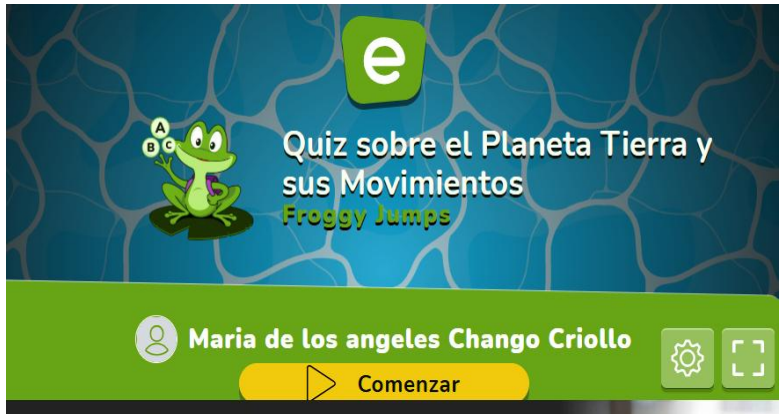 e
A
B C
Quiz sobre el Planeta Tierra y
sus Movimientos
Froggy Jumps
Maria de los angeles Chango Criollo
Comenzar